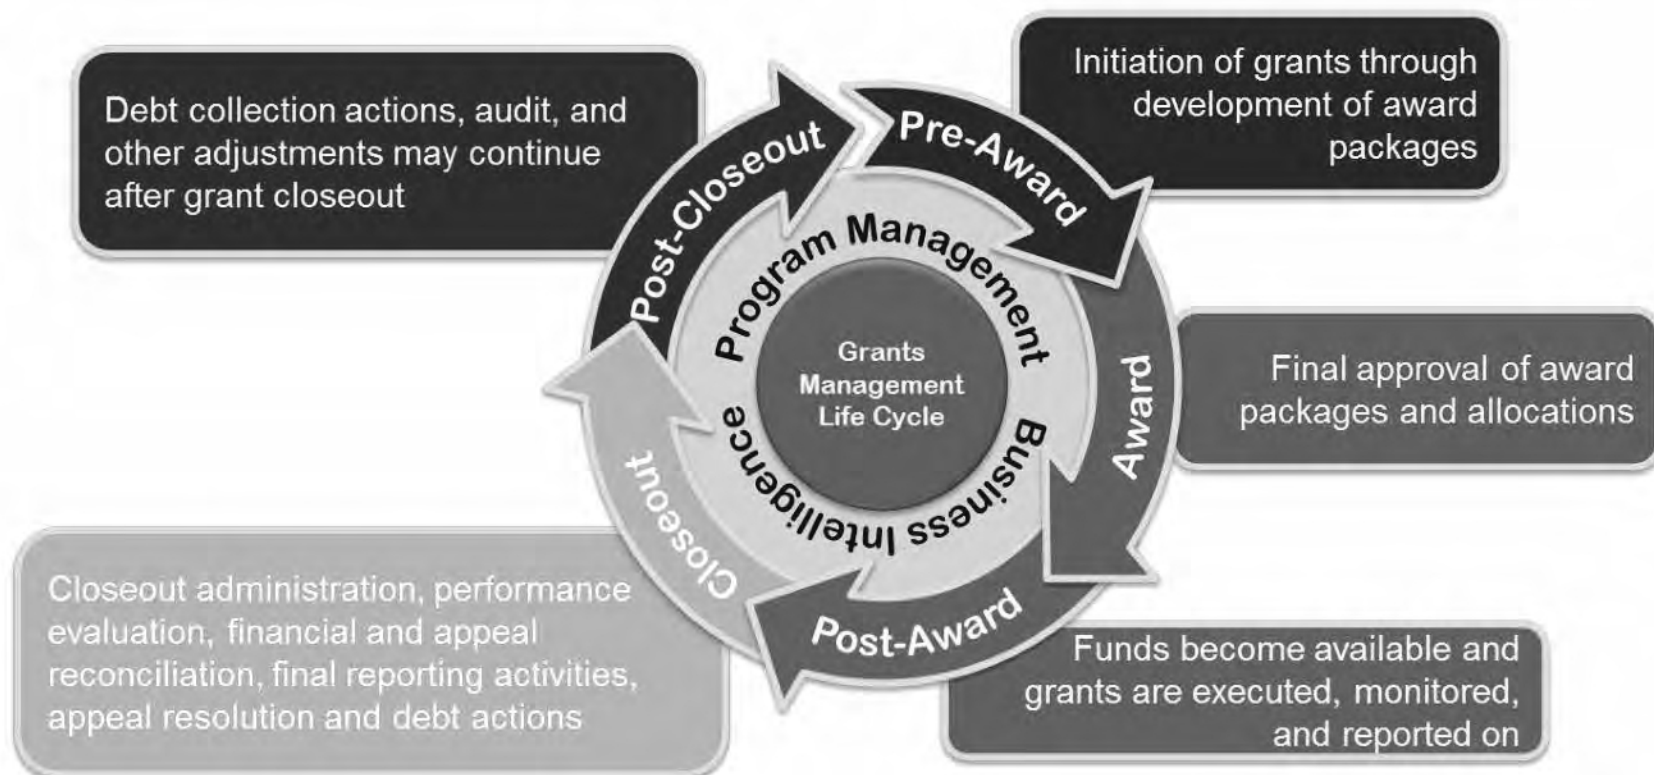 Debt collection actions, audit, and
other adjustments may continue
after grant closeout
Initiation of grants through
development of award
packages
Post-Closeout
Pre-Award
Program Management
Grants
Management
Life Cycle
Award
Final approval of award
packages and allocations
Business Intelligence
Closeout
Post-Award
Closeout administration, performance
evaluation, financial and appeal
reconciliation, final reporting activities,
appeal resolution and debt actions
Funds become available and
grants are executed, monitored,
and reported on